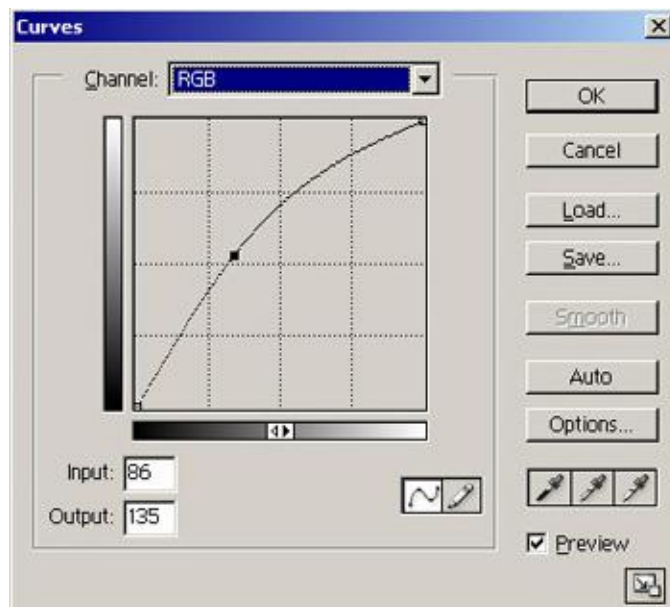 Curves
Channel: RGB
OK
Cancel
Load...
Save...
Smooth
Auto
Options...
Input: 86
Output: 135
Preview